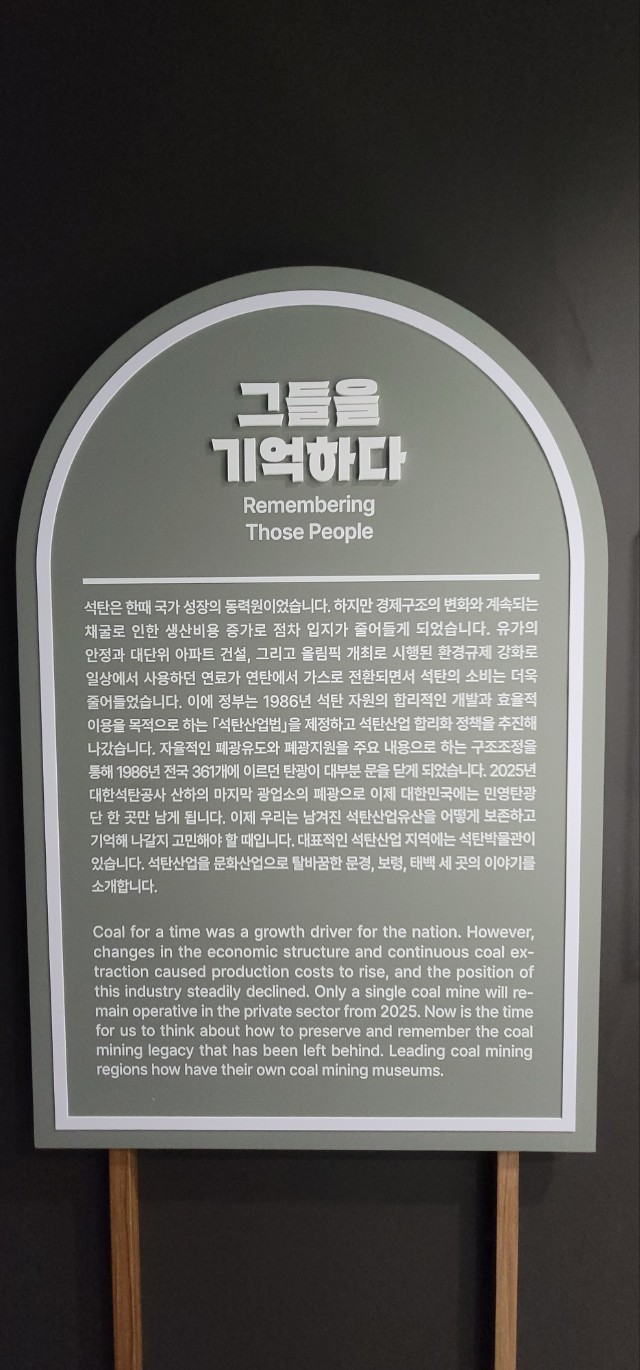 그들을
기억하다
Remembering
Those People
석탄은 한때 국가 성장의 동력원이었습니다. 하지만 경제구조의 변화와 계속되는
채굴로 인한 생산비용 증가로 점차 입지가 줄어들게 되었습니다. 유가의
안정과 대단위 아파트 건설, 그리고 올림픽 개최로 시행된 환경규제 강화로
일상에서 사용하던 연료가 연탄에서 가스로 전환되면서 석탄의 소비는 더욱
줄어들었습니다. 이에 정부는 1986년 석탄 자원의 합리적인 개발과 효율적
이용을 목적으로 하는 「석탄산업법」을 제정하고 석탄산업 합리화 정책을 추진해
나갔습니다. 자율적인 폐광유도와 폐광지원을 주요 내용으로 하는 구조조정을
통해 1986년 전국 361개에 이르던 탄광이 대부분 문을 닫게 되었습니다. 2025년
대한석탄공사 산하의 마지막 광업소의 폐광으로 이제 대한민국에는 민영탄광
단 한 곳만 남게 됩니다. 이제 우리는 남겨진 석탄산업유산을 어떻게 보존하고
기억해 나갈지 고민해야 할 때입니다. 대표적인 석탄산업 지역에는 석탄박물관이
있습니다. 석탄산업을 문화산업으로 탈바꿈한 문경, 보령, 태백 세 곳의 이야기를
소개합니다.
Coal for a time was a growth driver for the nation. However,
changes in the economic structure and continuous coal ex-
traction caused production costs to rise, and the position of
this industry steadily declined. Only a single coal mine will re-
main operative in the private sector from 2025. Now is the time
for us to think about how to preserve and remember the coal
mining legacy that has been left behind. Leading coal mining
regions how have their own coal mining museums.